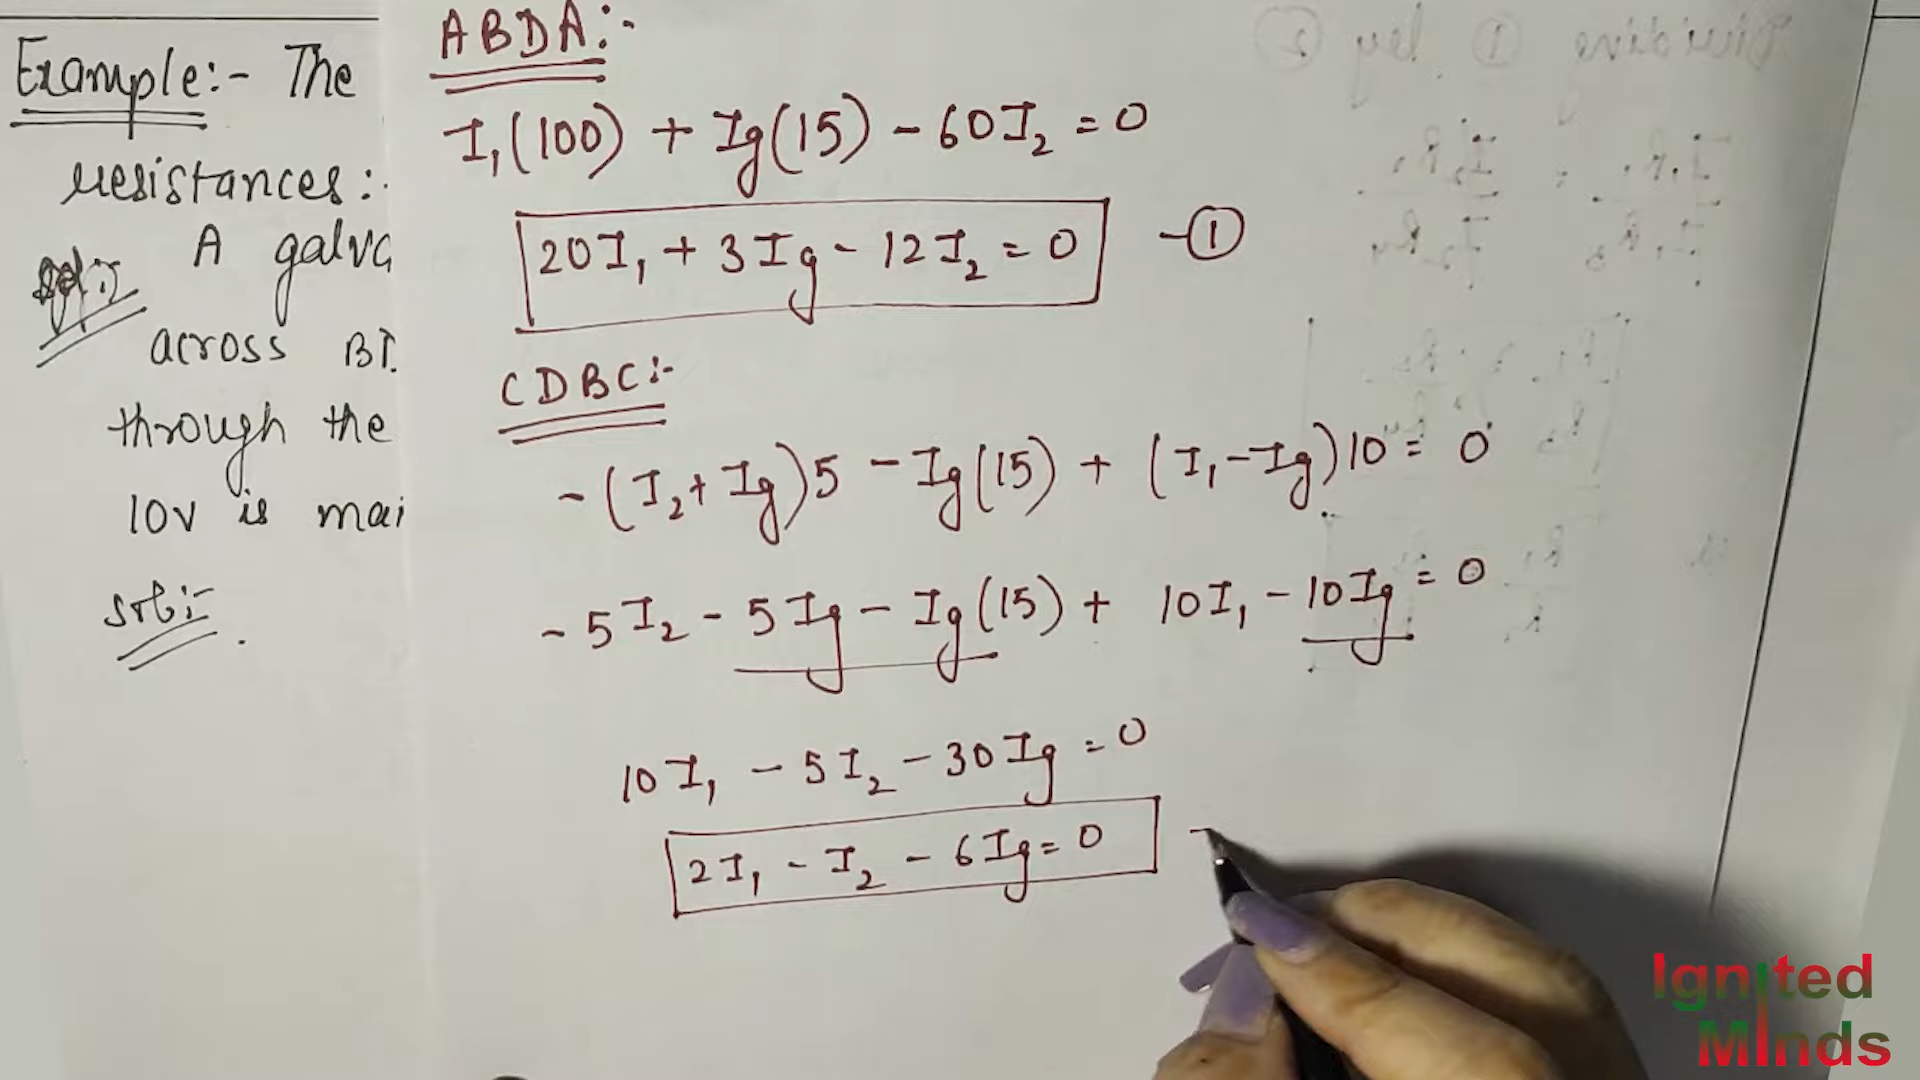 Example:- The
resistances:-
A galva
across BD
through the
10V is mai
Sol:-
ABDA:-
I₁(100) + Ig(15) - 60I₂ = 0
20I₁ + 3Ig - 12I₂ = 0 -①
CDBC:-
-(I₂+Ig)5 - Ig(15) + (I₁-Ig)10 = 0
-5I₂ - 5Ig - Ig(15) + 10I₁ - 10Ig = 0
10I₁ - 5I₂ - 30Ig = 0
2I₁ - I₂ - 6Ig = 0
Ignited
Minds